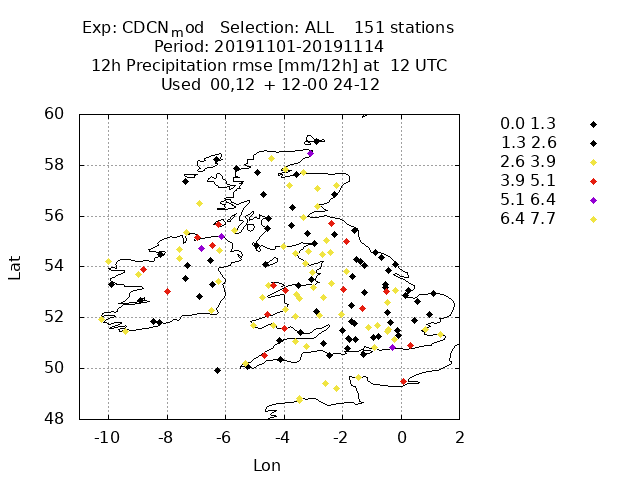 Exp: CDCNmod Selection: ALL 151 stations
Period: 20191101-20191114
12h Precipitation rmse [mm/12h] at 12 UTC
Used 00,12 + 12-00 24-12
60
58
56
54
52
50
48
Lat
-10 -8 -6 -4 -2 0 2
Lon
0.0 1.3
1.3 2.6
2.6 3.9
3.9 5.1
5.1 6.4
6.4 7.7